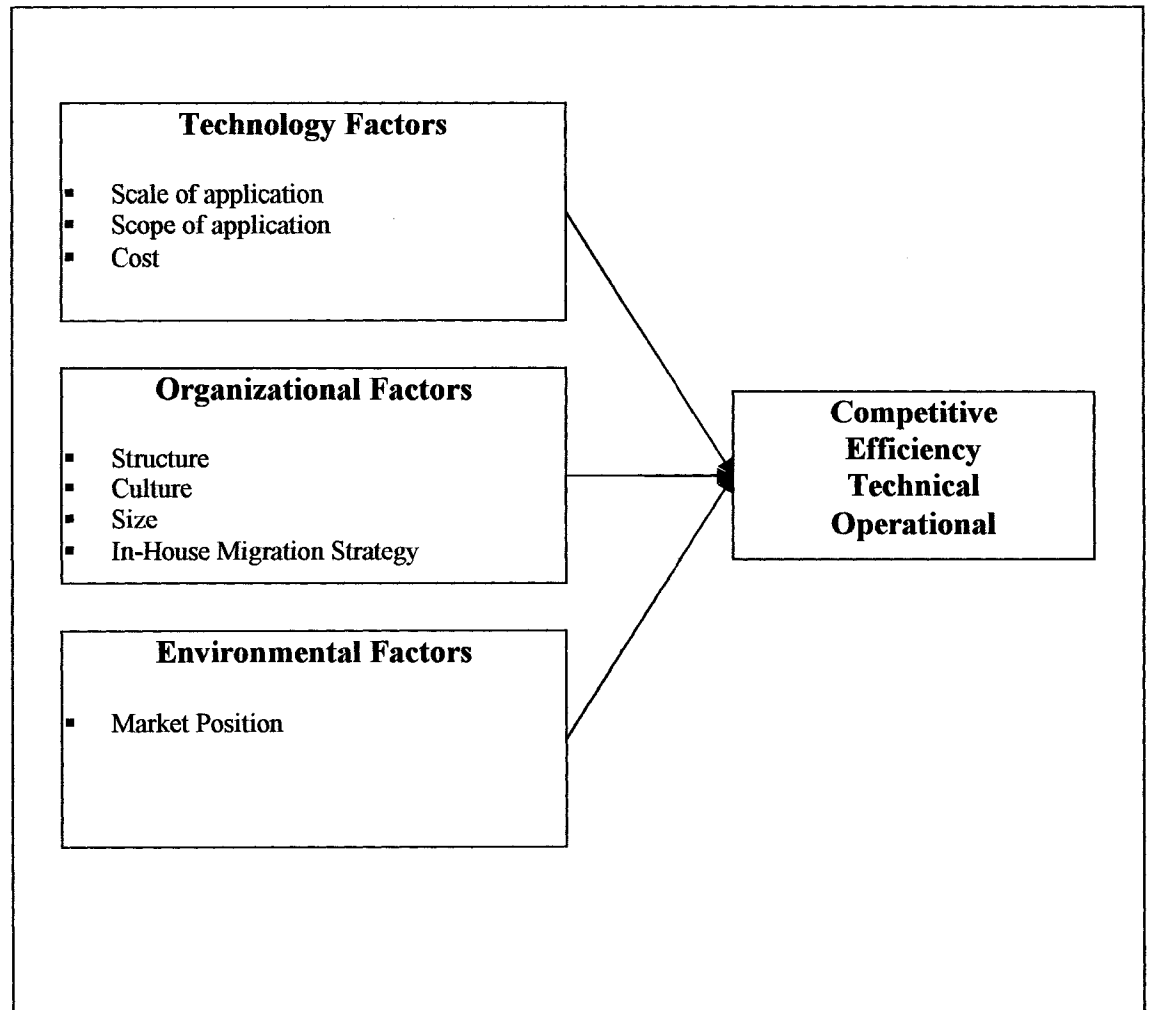 Technology Factors
▪ Scale of application
▪ Scope of application
▪ Cost
Organizational Factors
▪ Structure
▪ Culture
▪ Size
▪ In-House Migration Strategy
Environmental Factors
▪ Market Position
Competitive
Efficiency
Technical
Operational